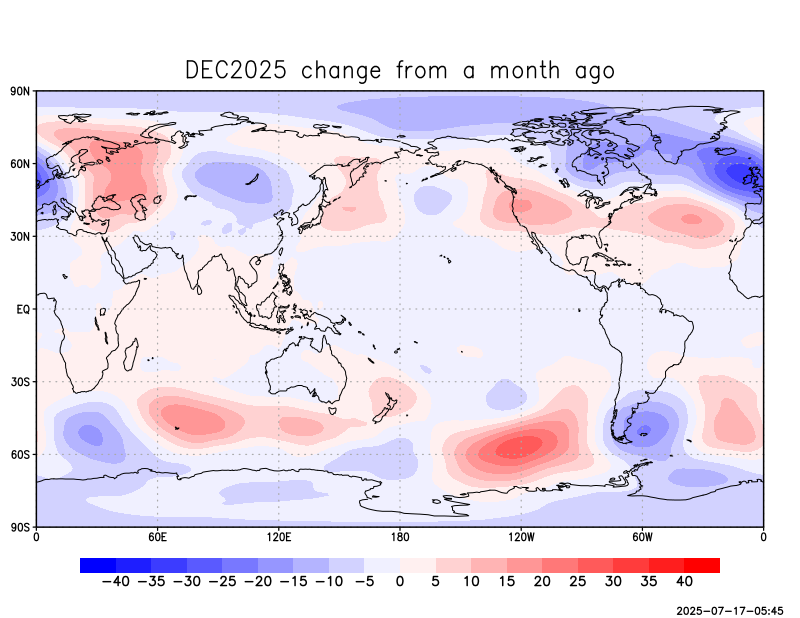 DEC2025 change from a month ago
90N
60N
30N
EQ
30S
60S
90S
0 60E 120E 180 120W 60W 0
−40 −35 −30 −25 −20 −15 −10 −5 0 5 10 15 20 25 30 35 40
2025-07-17-05:45